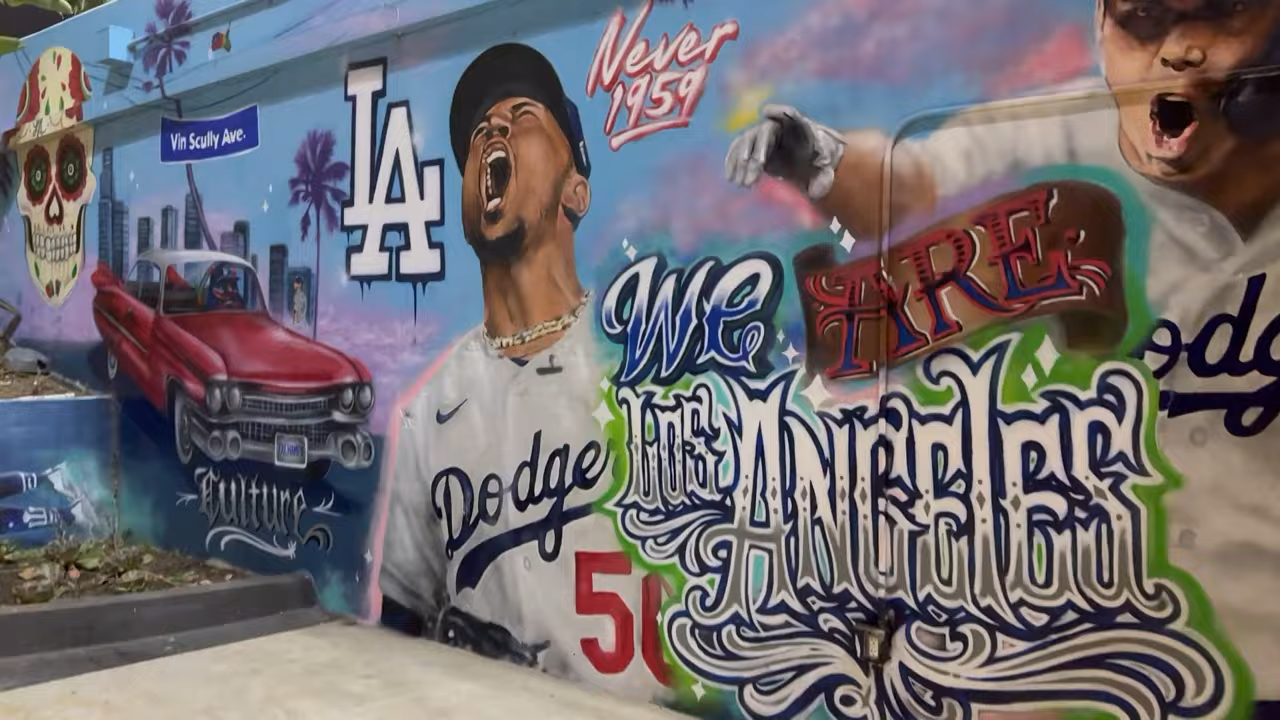 Vin Scully Ave.
LA
Never
1959
We
ARE
Los ANGELES
Dodge
50
Dodg
Culture